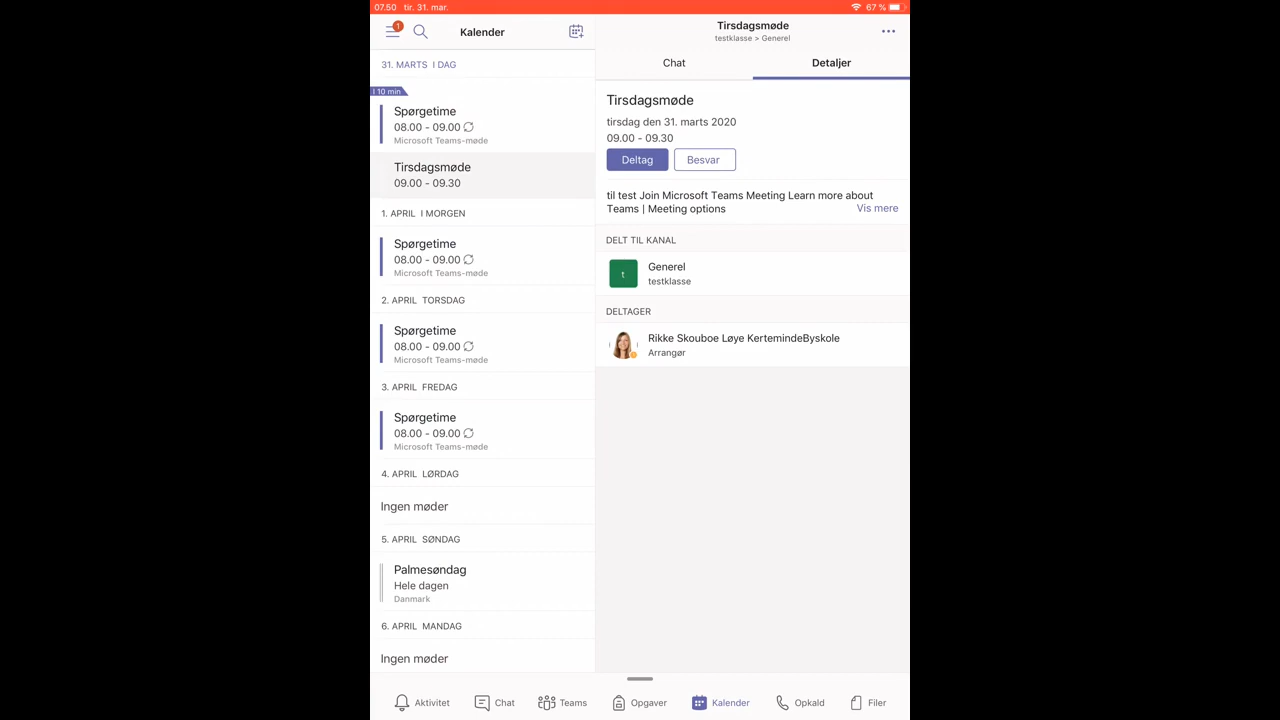 07.50 tir. 31. mar.
67 %
1
Kalender
31. MARTS I DAG
I 10 min
Spørgetime
08.00 - 09.00
Microsoft Teams-møde
Tirsdagsmøde
09.00 - 09.30
1. APRIL I MORGEN
Spørgetime
08.00 - 09.00
Microsoft Teams-møde
2. APRIL TORSDAG
Spørgetime
08.00 - 09.00
Microsoft Teams-møde
3. APRIL FREDAG
Spørgetime
08.00 - 09.00
Microsoft Teams-møde
4. APRIL LØRDAG
Ingen møder
5. APRIL SØNDAG
Palmesøndag
Hele dagen
Danmark
6. APRIL MANDAG
Ingen møder
Tirsdagsmøde
testklasse > Generel
Chat Detaljer
Tirsdagsmøde
tirsdag den 31. marts 2020
09.00 - 09.30
Deltag Besvar
til test Join Microsoft Teams Meeting Learn more about
Teams | Meeting options Vis mere
DELT TIL KANAL
t
Generel
testklasse
DELTAGER
Rikke Skouboe Løye KertemindeByskole
Arrangør
Aktivitet Chat Teams Opgaver Kalender Opkald Filer